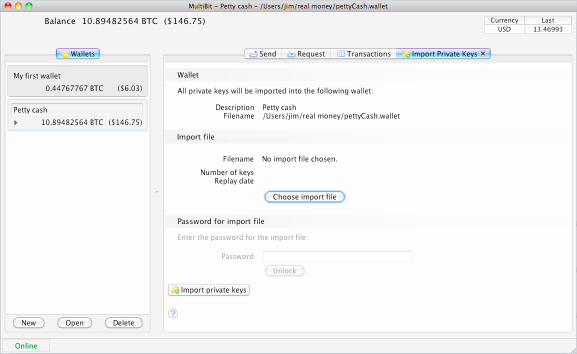 MultiBit - Petty cash - /Users/jim/real money/pettyCash.wallet
Balance 10.89482564 BTC ($146.75)
Currency Last
USD 13.46993
Wallets
Send Request Transactions Import Private Keys ✕
My first wallet
0.44767767 BTC ($6.03)
Petty cash
10.89482564 BTC ($146.75)
Wallet
All private keys will be imported into the following wallet:
Description Petty cash
Filename /Users/jim/real money/pettyCash.wallet
Import file
Filename No import file chosen.
Number of keys
Replay date
Choose import file
Password for import file
Enter the password for the import file:
Password
Unlock
Import private keys
?
New Open Delete
Online